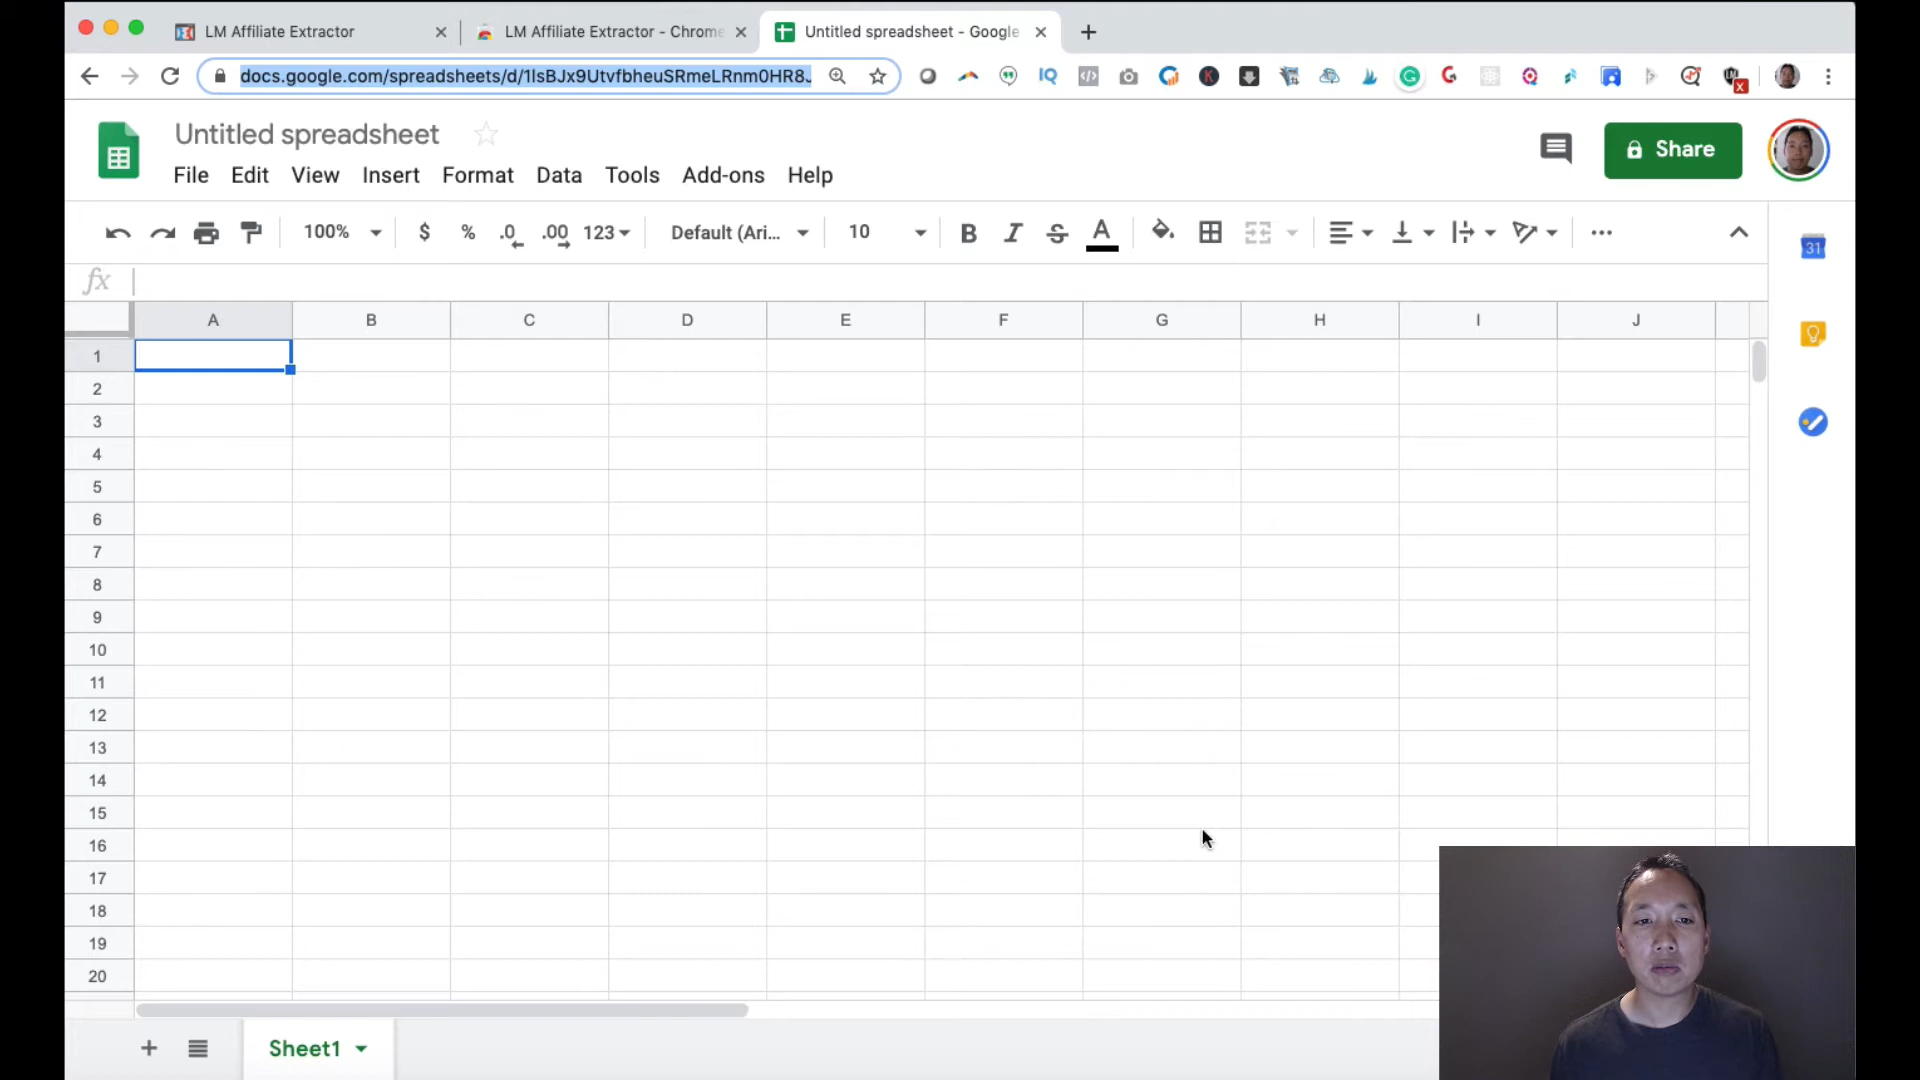 LM Affiliate Extractor
LM Affiliate Extractor - Chrome
Untitled spreadsheet - Google
docs.google.com/spreadsheets/d/1lsBJx9UtvfbheuSRmeLRnm0HR8J
Untitled spreadsheet
Share
File Edit View Insert Format Data Tools Add-ons Help
100% $ % .0 .00 123 Default (Ari... 10 B I S A
31
fx
A B C D E F G H I J
1
2
3
4
5
6
7
8
9
10
11
12
13
14
15
16
17
18
19
20
Sheet1